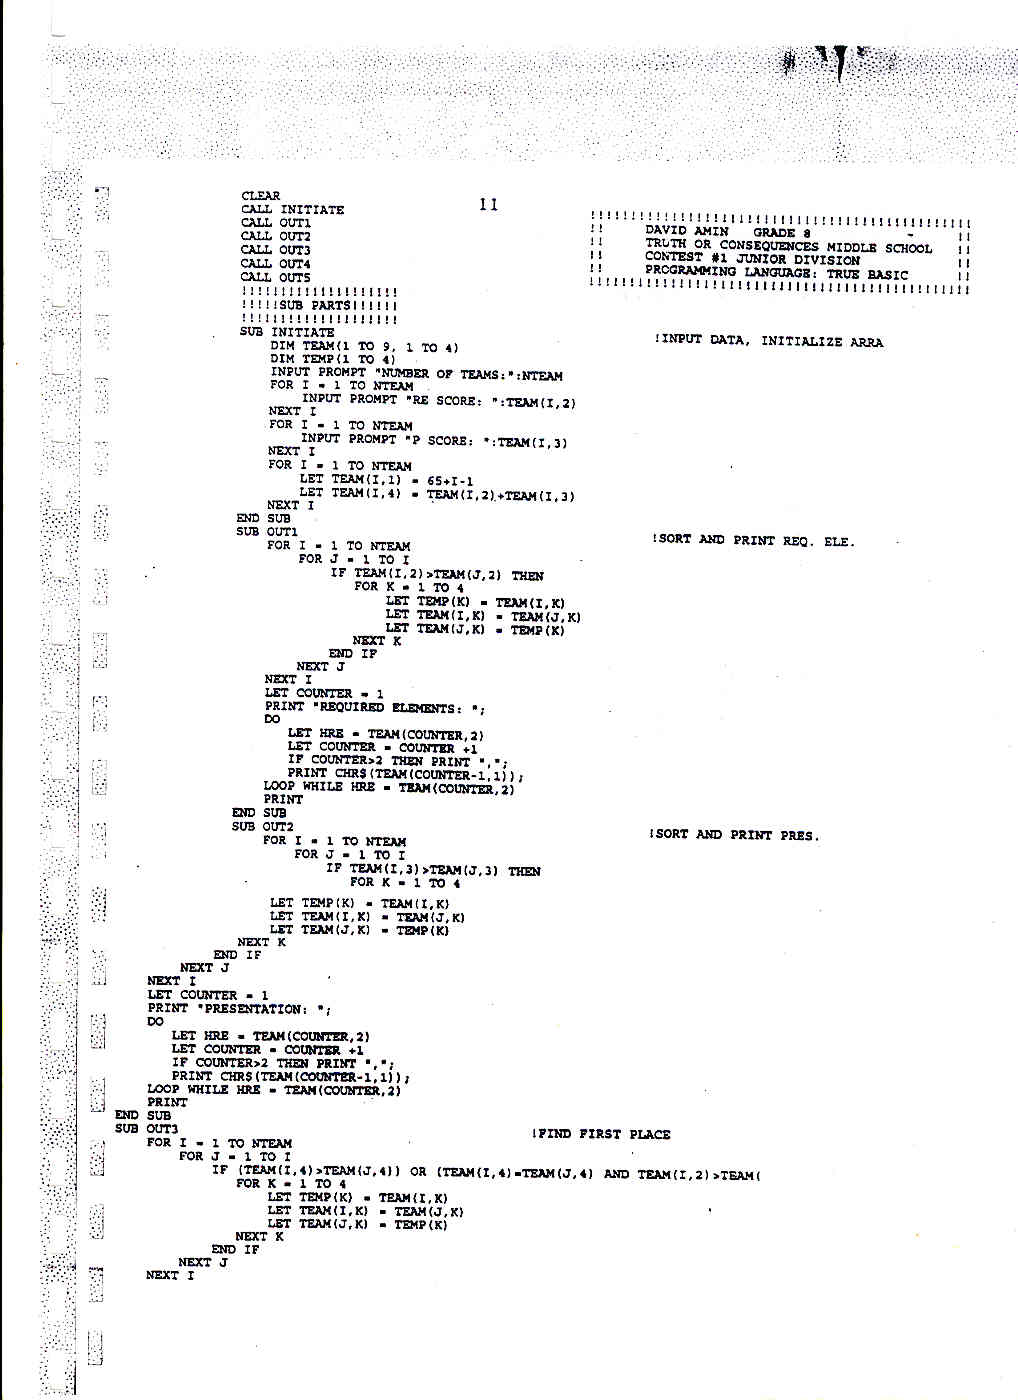 CLEAR
CALL INITIATE
CALL OUT1
CALL OUT2
CALL OUT3
CALL OUT4
CALL OUT5
!!!!!!!!!!!!!!!!!!!!
!!!!!SUB PARTS!!!!!!
!!!!!!!!!!!!!!!!!!!!
11
!!!!!!!!!!!!!!!!!!!!!!!!!!!!!!!!!!!!!!!!!!!!!!!
!! DAVID AMIN GRADE 8 !!
!! TRUTH OR CONSEQUENCES MIDDLE SCHOOL !!
!! CONTEST #1 JUNIOR DIVISION !!
!! PROGRAMMING LANGUAGE: TRUE BASIC !!
!!!!!!!!!!!!!!!!!!!!!!!!!!!!!!!!!!!!!!!!!!!!!!!
SUB INITIATE !INPUT DATA, INITIALIZE ARRA
DIM TEAM(1 TO 9, 1 TO 4)
DIM TEMP(1 TO 4)
INPUT PROMPT "NUMBER OF TEAMS:":NTEAM
FOR I = 1 TO NTEAM
INPUT PROMPT "RE SCORE: ":TEAM(I,2)
NEXT I
FOR I = 1 TO NTEAM
INPUT PROMPT "P SCORE: ":TEAM(I,3)
NEXT I
FOR I = 1 TO NTEAM
LET TEAM(I,1) = 65+I-1
LET TEAM(I,4) = TEAM(I,2)+TEAM(I,3)
NEXT I
END SUB
SUB OUT1 !SORT AND PRINT REQ. ELE.
FOR I = 1 TO NTEAM
FOR J = 1 TO I
IF TEAM(I,2)>TEAM(J,2) THEN
FOR K = 1 TO 4
LET TEMP(K) = TEAM(I,K)
LET TEAM(I,K) = TEAM(J,K)
LET TEAM(J,K) = TEMP(K)
NEXT K
END IF
NEXT J
NEXT I
LET COUNTER = 1
PRINT "REQUIRED ELEMENTS: ";
DO
LET HRE = TEAM(COUNTER,2)
LET COUNTER = COUNTER +1
IF COUNTER>2 THEN PRINT ",";
PRINT CHR$(TEAM(COUNTER-1,1));
LOOP WHILE HRE = TEAM(COUNTER,2)
PRINT
END SUB
SUB OUT2 !SORT AND PRINT PRES.
FOR I = 1 TO NTEAM
FOR J = 1 TO I
IF TEAM(I,3)>TEAM(J,3) THEN
FOR K = 1 TO 4
LET TEMP(K) = TEAM(I,K)
LET TEAM(I,K) = TEAM(J,K)
LET TEAM(J,K) = TEMP(K)
NEXT K
END IF
NEXT J
NEXT I
LET COUNTER = 1
PRINT "PRESENTATION: ";
DO
LET HRE = TEAM(COUNTER,2)
LET COUNTER = COUNTER +1
IF COUNTER>2 THEN PRINT ",";
PRINT CHR$(TEAM(COUNTER-1,1));
LOOP WHILE HRE = TEAM(COUNTER,2)
PRINT
END SUB
SUB OUT3 !FIND FIRST PLACE
FOR I = 1 TO NTEAM
FOR J = 1 TO I
IF (TEAM(I,4)>TEAM(J,4)) OR (TEAM(I,4)=TEAM(J,4) AND TEAM(I,2)>TEAM(
FOR K = 1 TO 4
LET TEMP(K) = TEAM(I,K)
LET TEAM(I,K) = TEAM(J,K)
LET TEAM(J,K) = TEMP(K)
NEXT K
END IF
NEXT J
NEXT I